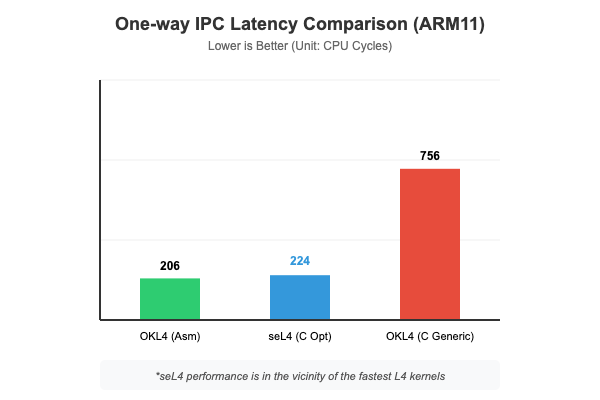 One-way IPC Latency Comparison (ARM11)
Lower is Better (Unit: CPU Cycles)
756
224
206
OKL4 (Asm)
seL4 (C Opt)
OKL4 (C Generic)
*seL4 performance is in the vicinity of the fastest L4 kernels